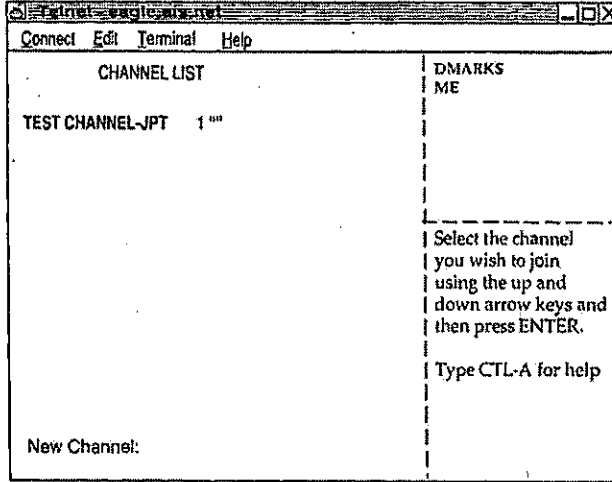 Connect Edit Terminal Help
CHANNEL LIST
TEST CHANNEL-JPT 1 ""
New Channel:
DMARKS
ME
Select the channel
you wish to join
using the up and
down arrow keys and
then press ENTER.
Type CTL-A for help